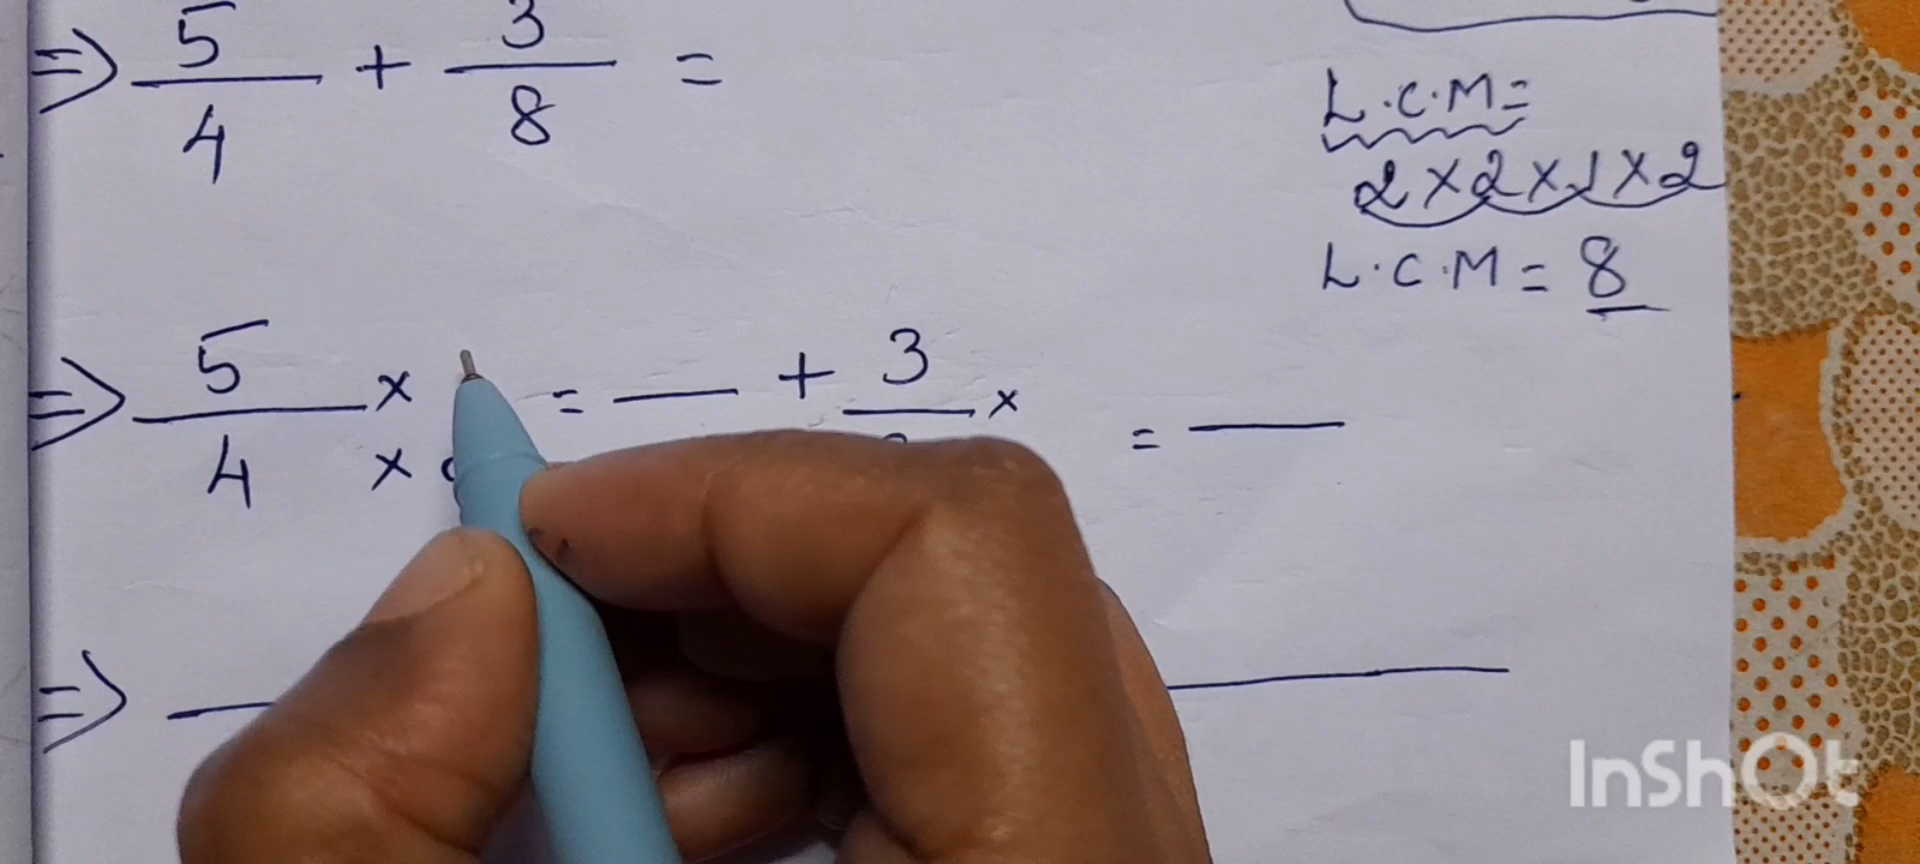 ⇒ 5/4 + 3/8 =
L.C.M =
2 × 2 × 1 × 2
L.C.M = 8
⇒ 5/4 × × = — + 3/ × = —
⇒
InShOt